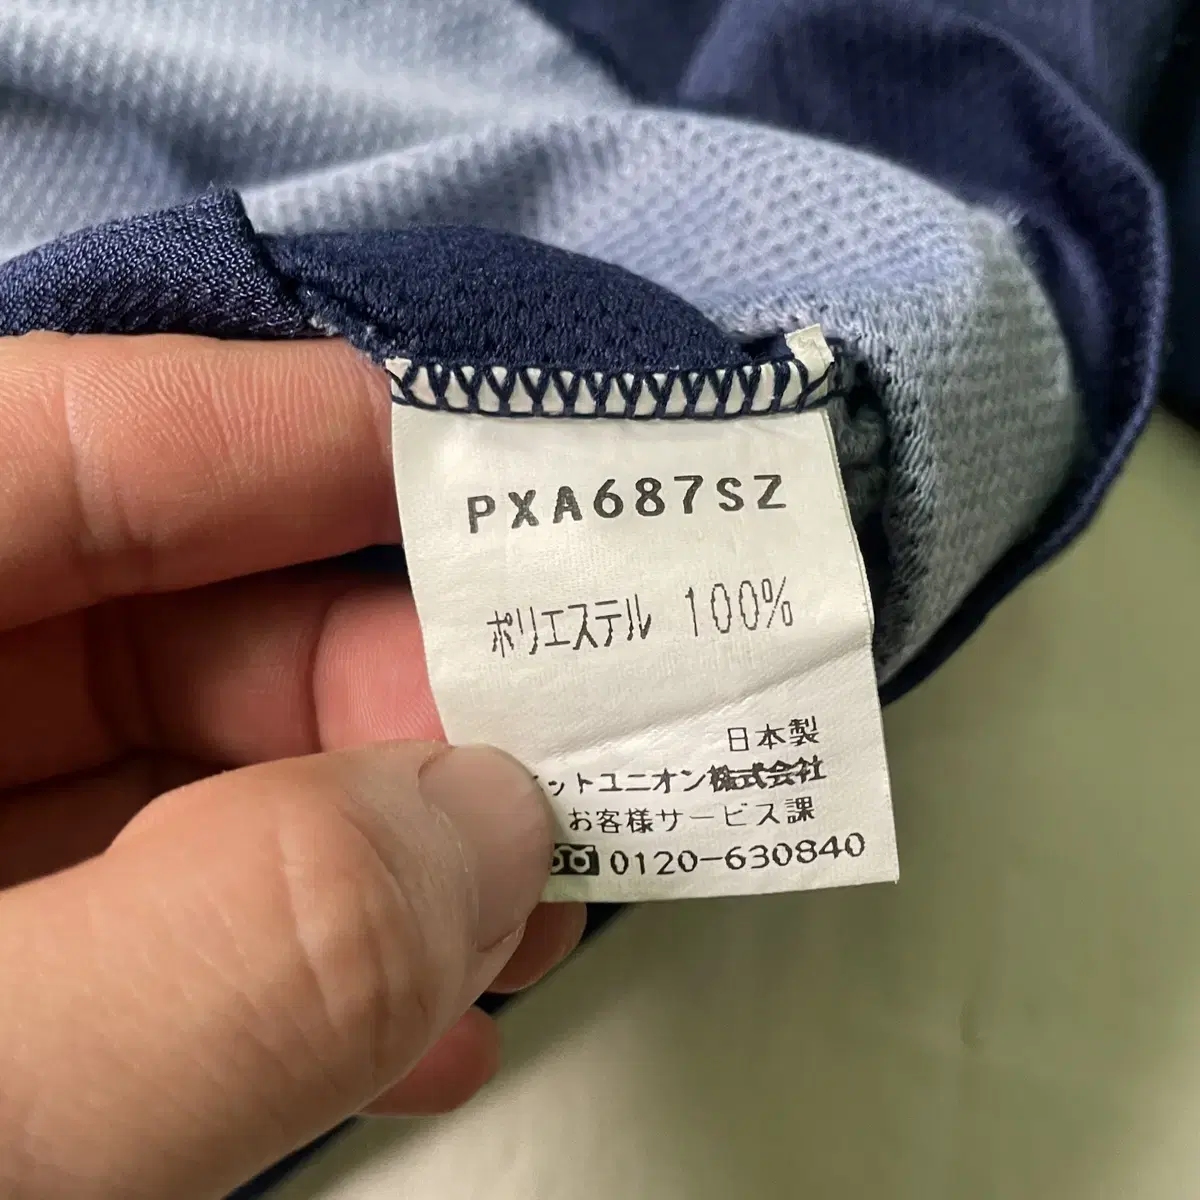 PXA687SZ
ポリエステル 100%
日本製
ットユニオン株式会社
お客様サービス課
0120-630840